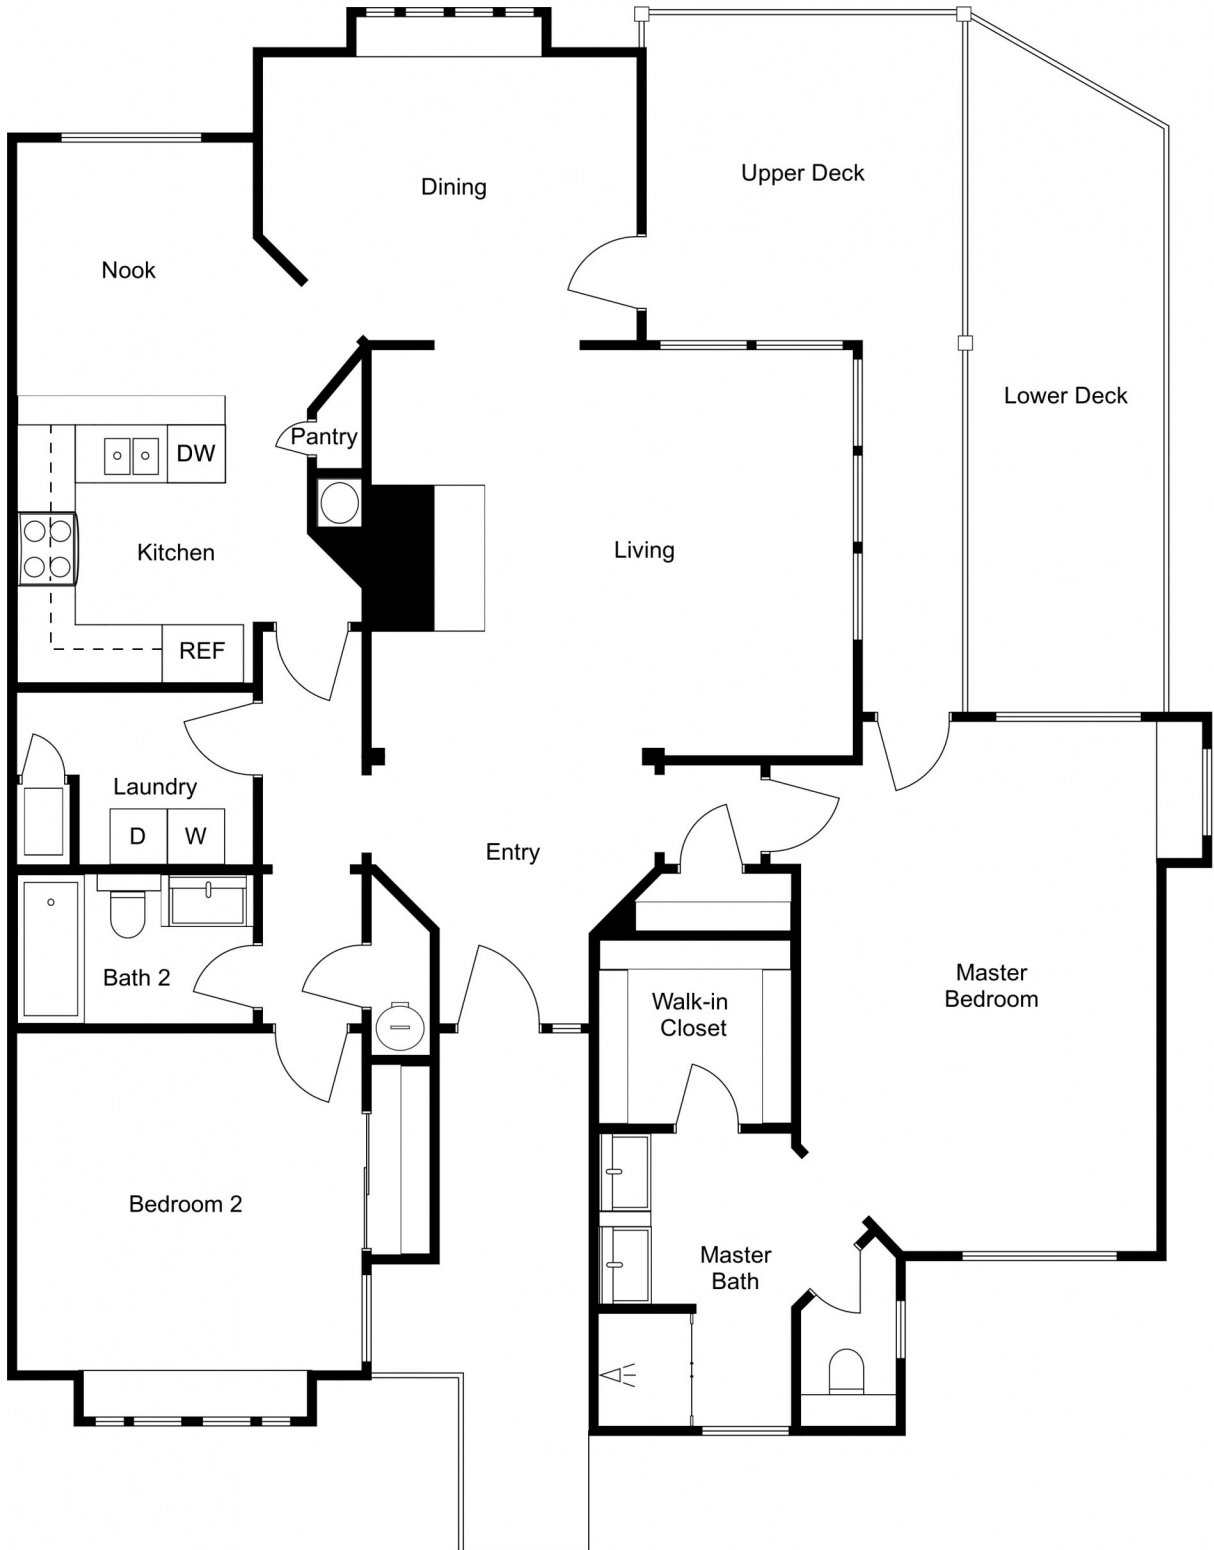 Upper Deck
Dining
Nook
Lower Deck
Pantry
DW
Living
Kitchen
REF
Laundry
D
W
Entry
Bath 2
Master
Bedroom
Walk-in
Closet
Bedroom 2
Master
Bath